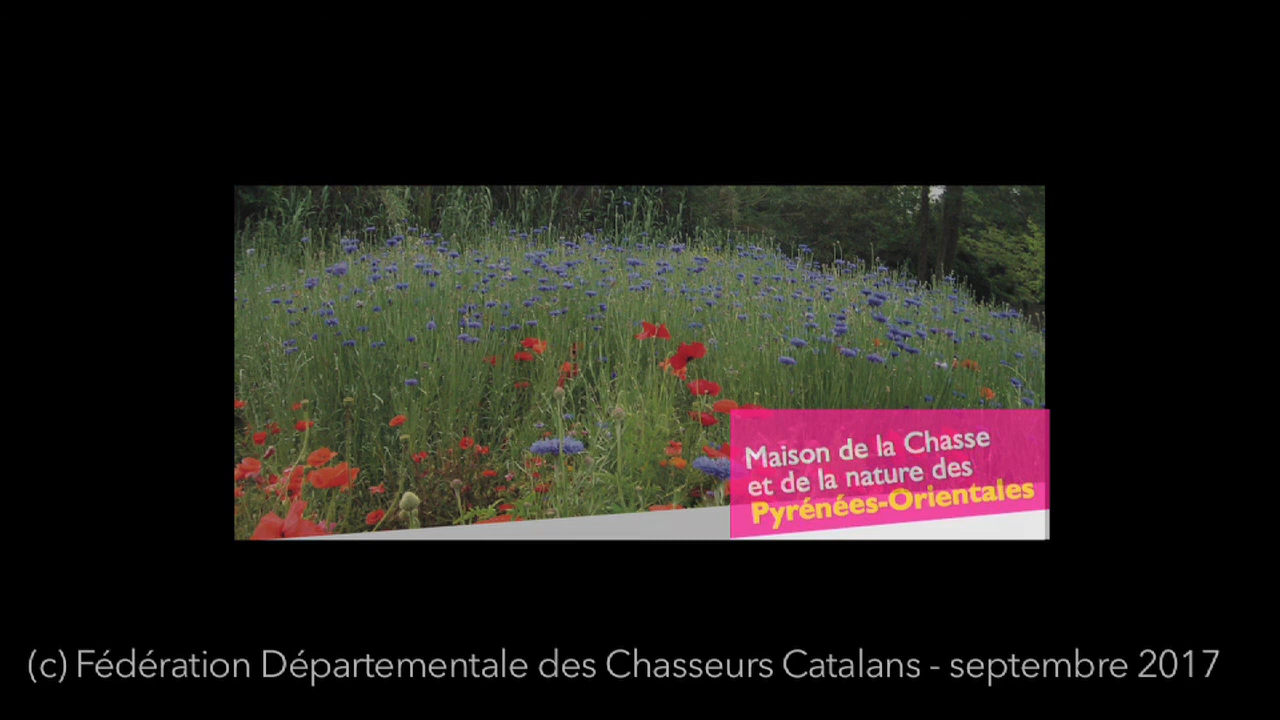 Maison de la Chasse
et de la nature des
Pyrénées-Orientales
(c) Fédération Départementale des Chasseurs Catalans - septembre 2017